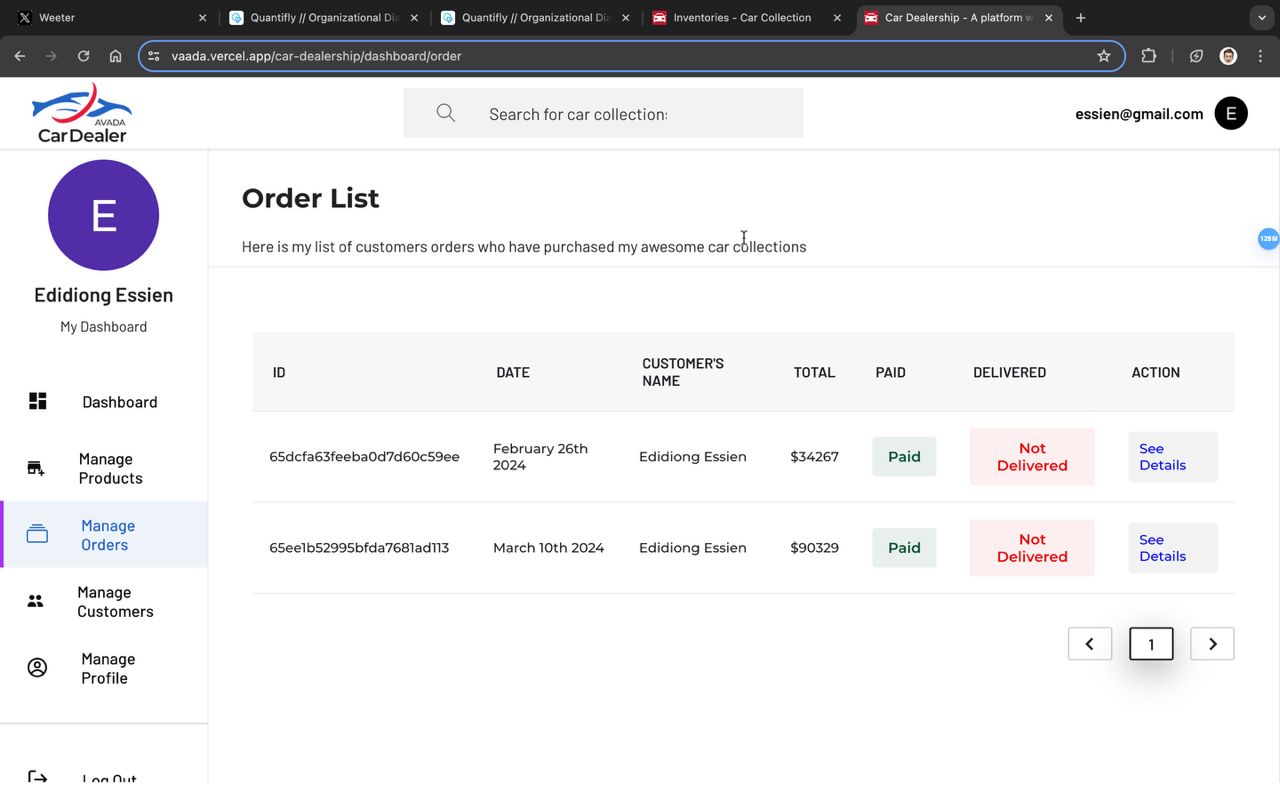 Weeter
Quantifly // Organizational Di
Quantifly // Organizational Di
Inventories - Car Collection
Car Dealership - A platform w
vaada.vercel.app/car-dealership/dashboard/order
AVADA
CarDealer
Search for car collection:
essien@gmail.com
E
E
Edidiong Essien
My Dashboard
Dashboard
Manage
Products
Manage
Orders
Manage
Customers
Manage
Profile
Log Out
Order List
Here is my list of customers orders who have purchased my awesome car collections
128M
ID
DATE
CUSTOMER'S
NAME
TOTAL
PAID
DELIVERED
ACTION
65dcfa63feeba0d7d60c59ee
February 26th
2024
Edidiong Essien
$34267
Paid
Not
Delivered
See
Details
65ee1b52995bfda7681ad113
March 10th 2024
Edidiong Essien
$90329
Paid
Not
Delivered
See
Details
1